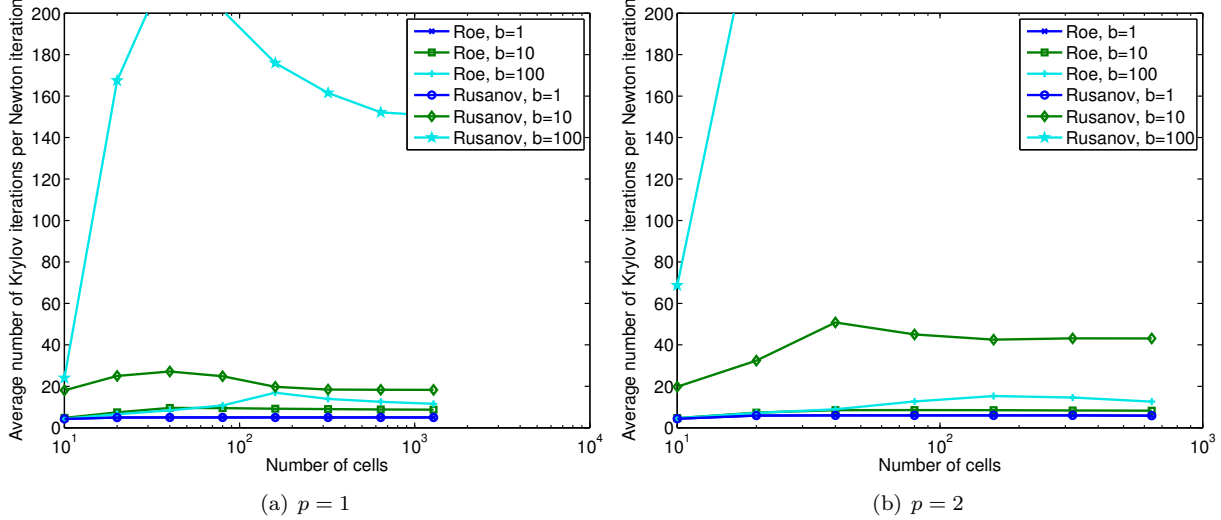 Average number of Krylov iterations per Newton iteration
200
180
160
140
120
100
80
60
40
20
0
10^1
10^2
10^3
10^4
Number of cells
Roe, b=1
Roe, b=10
Roe, b=100
Rusanov, b=1
Rusanov, b=10
Rusanov, b=100
(a) p = 1
Average number of Krylov iterations per Newton iteration
200
180
160
140
120
100
80
60
40
20
0
10^1
10^2
10^3
Number of cells
Roe, b=1
Roe, b=10
Roe, b=100
Rusanov, b=1
Rusanov, b=10
Rusanov, b=100
(b) p = 2